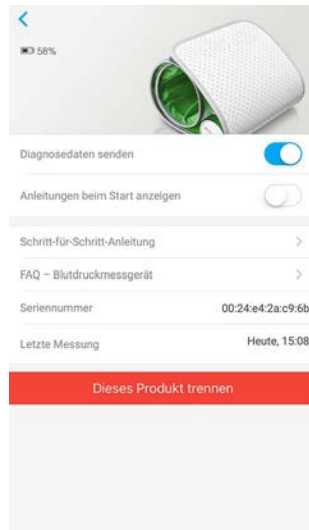 58%
Diagnosedaten senden
Anleitungen beim Start anzeigen
Schritt-für-Schritt-Anleitung
FAQ – Blutdruckmessgerät
Seriennummer 00:24:e4:2a:c9:6b
Letzte Messung Heute, 15:08
Dieses Produkt trennen